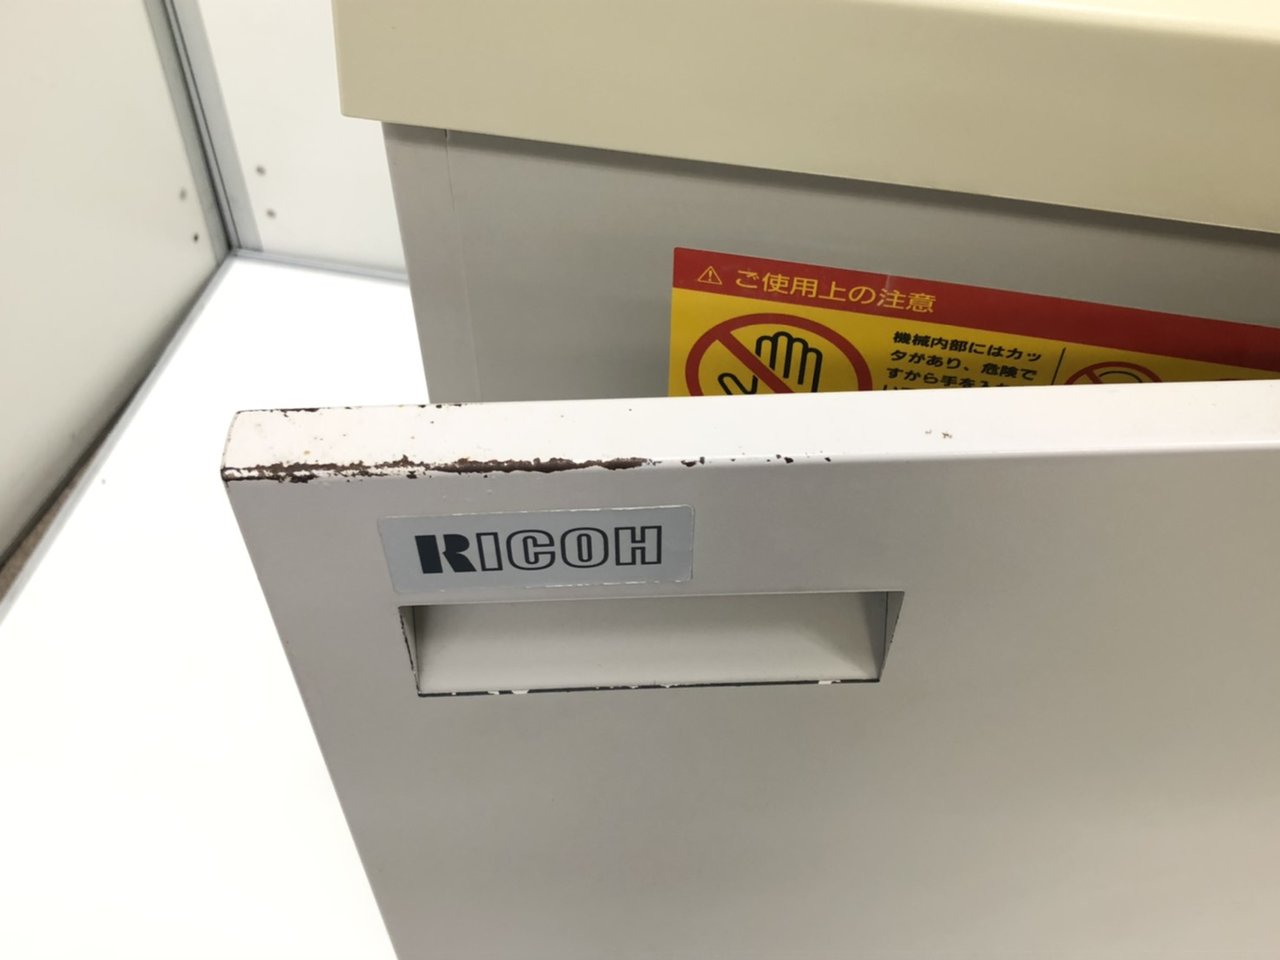 ご使用上の注意
機械内部にはカッ
タがあり、危険で
すから手を入れ
RICOH